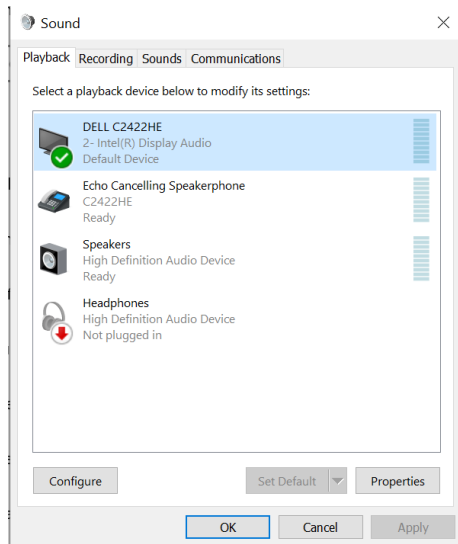 Sound
Playback Recording Sounds Communications
Select a playback device below to modify its settings:
DELL C2422HE
2- Intel(R) Display Audio
Default Device
Echo Cancelling Speakerphone
C2422HE
Ready
Speakers
High Definition Audio Device
Ready
Headphones
High Definition Audio Device
Not plugged in
Configure Set Default Properties
OK Cancel Apply